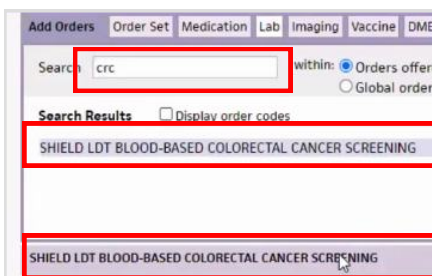 Add Orders Order Set Medication Lab Imaging Vaccine DME
Search crc within: Orders offer
Global order
Search Results Display order codes
SHIELD LDT BLOOD-BASED COLORECTAL CANCER SCREENING
SHIELD LDT BLOOD-BASED COLORECTAL CANCER SCREENING